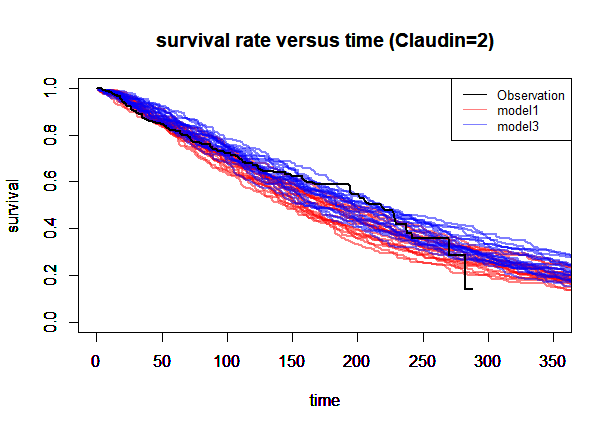 survival rate versus time (Claudin=2)
Observation
model1
model3
survival
1.0
0.8
0.6
0.4
0.2
0.0
0 50 100 150 200 250 300 350
time